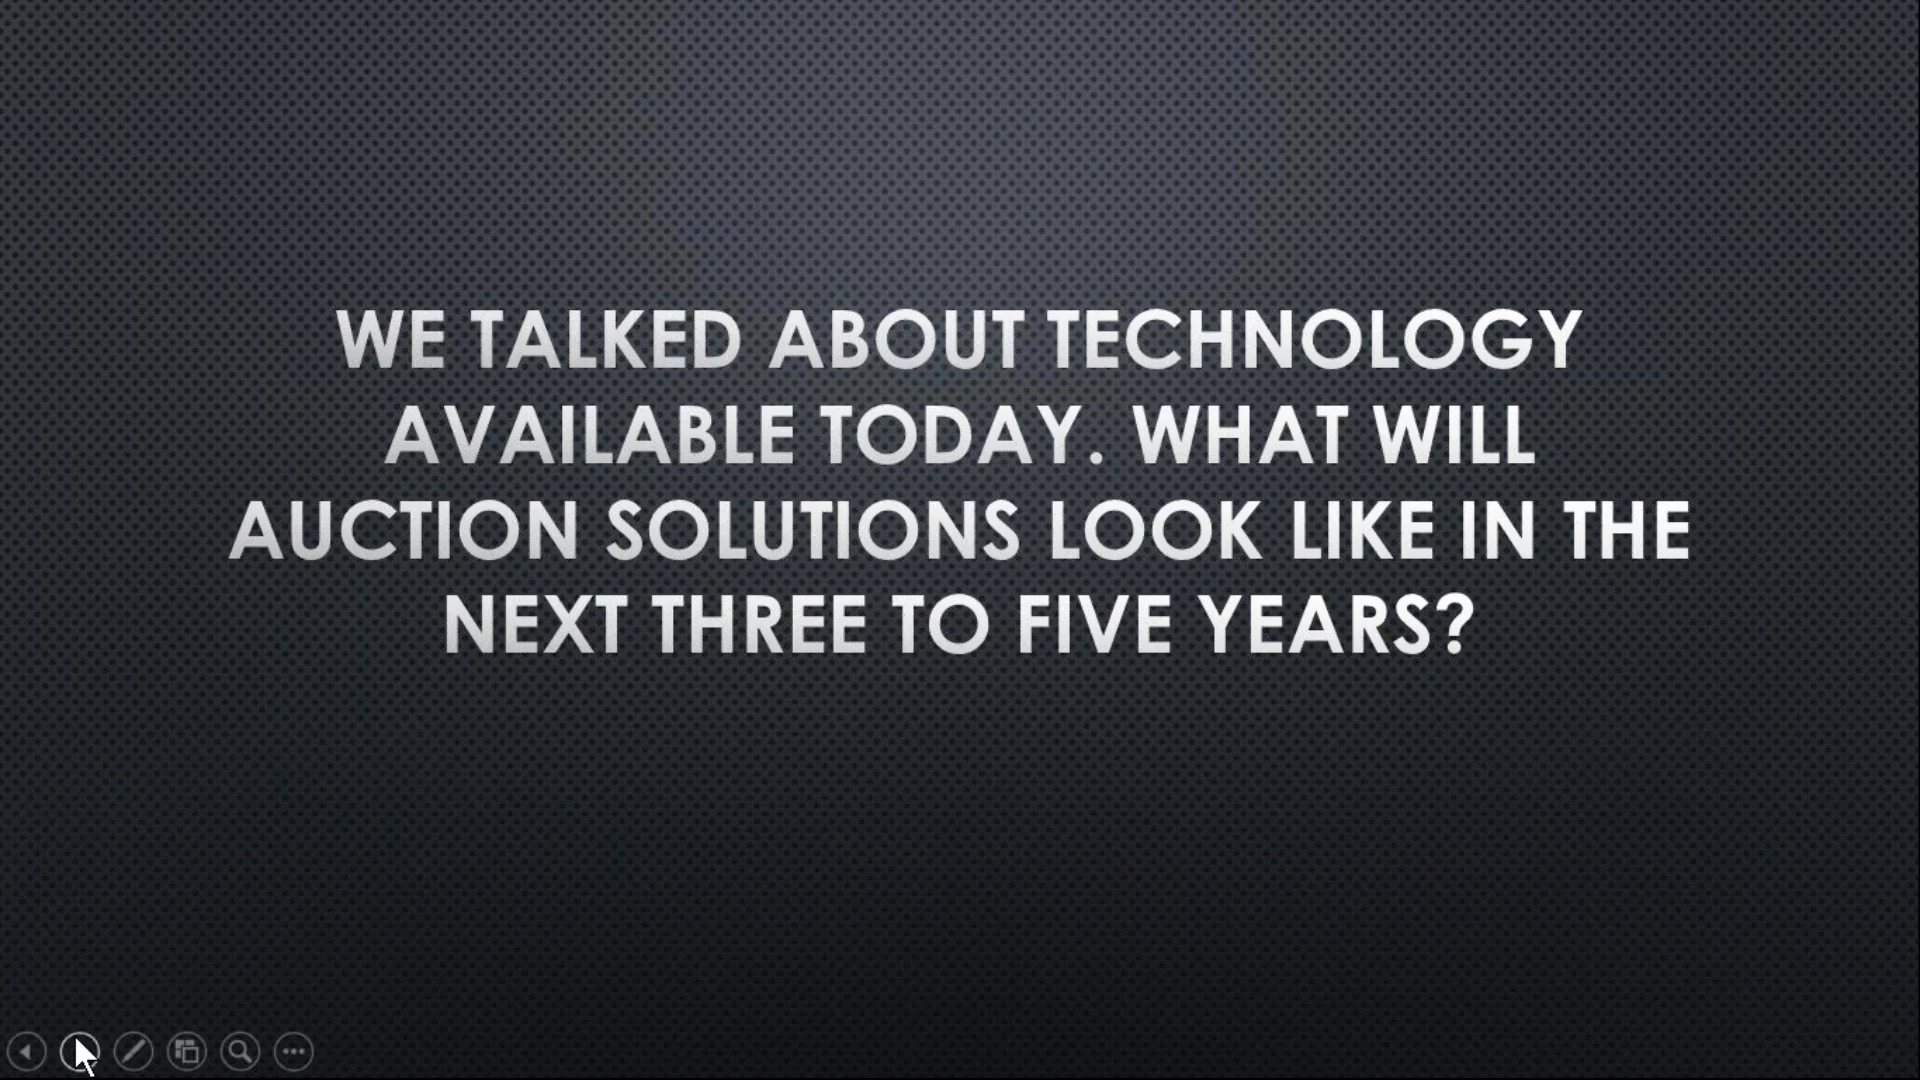 WE TALKED ABOUT TECHNOLOGY
AVAILABLE TODAY. WHAT WILL
AUCTION SOLUTIONS LOOK LIKE IN THE
NEXT THREE TO FIVE YEARS?